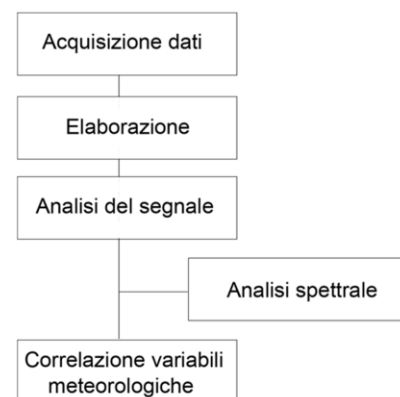 Acquisizione dati
Elaborazione
Analisi del segnale
Analisi spettrale
Correlazione variabili
meteorologiche